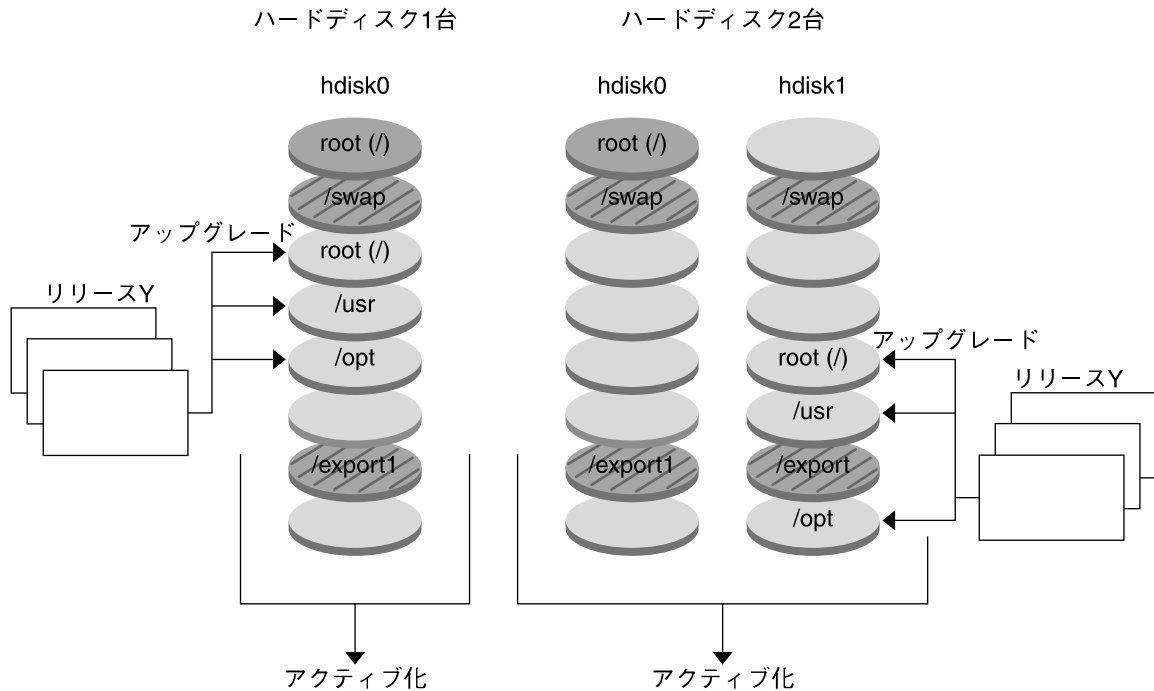 ハードディスク1台
hdisk0
root (/)
/swap
アップグレード
root (/)
リリースY
/usr
/opt
/export1
アクティブ化
ハードディスク2台
hdisk0
hdisk1
root (/)
/swap
/swap
アップグレード
root (/)
リリースY
/usr
/export1
/export
/opt
アクティブ化